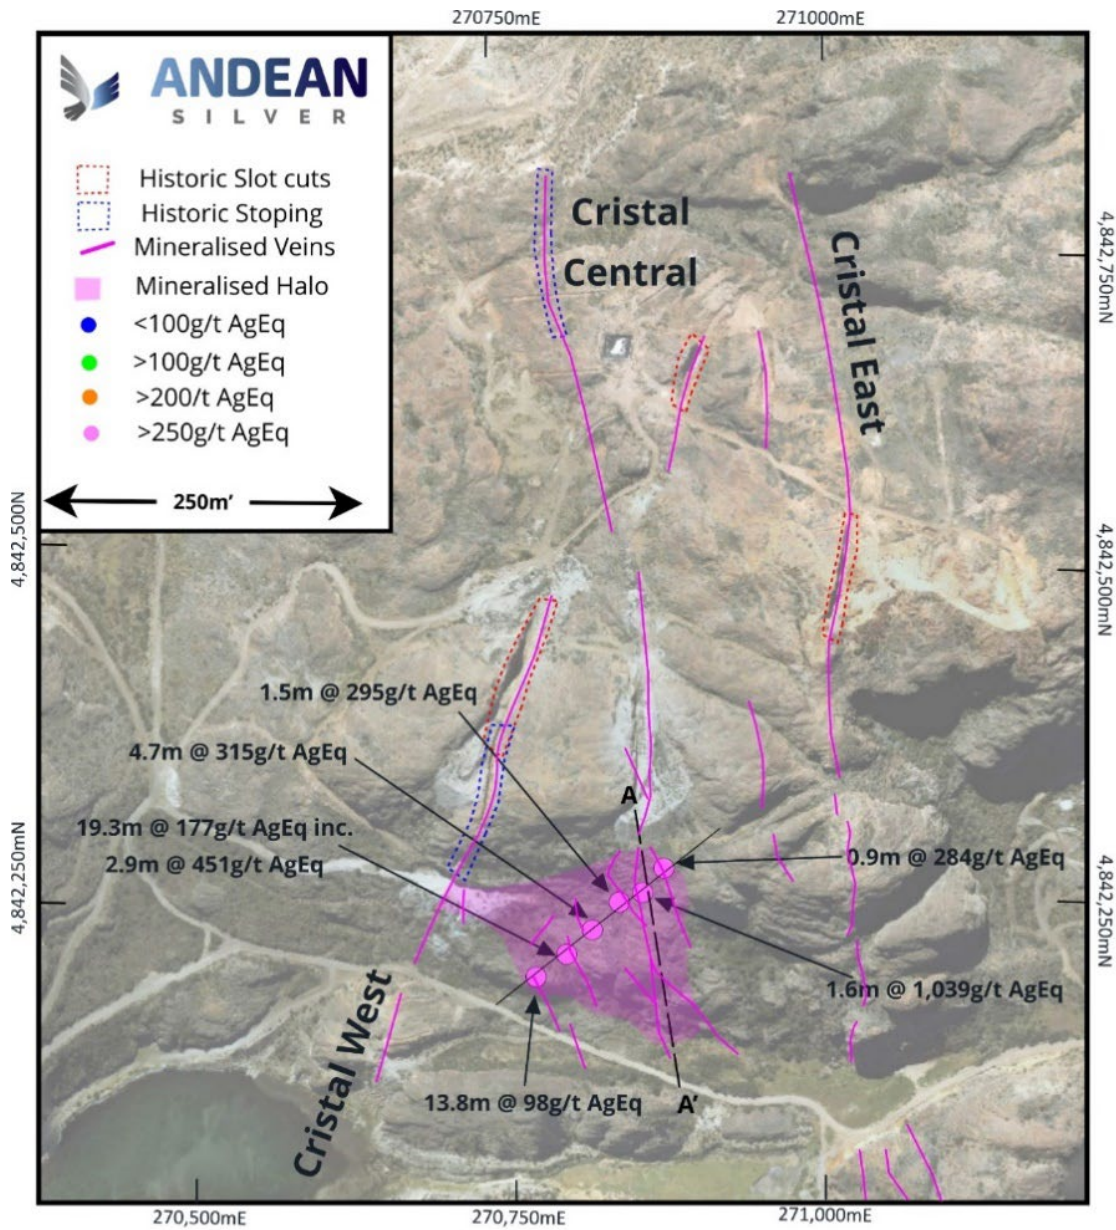 270750mE
271000mE
ANDEAN
SILVER
Historic Slot cuts
Historic Stoping
Mineralised Veins
Mineralised Halo
<100g/t AgEq
>100g/t AgEq
>200/t AgEq
>250g/t AgEq
250m'
Cristal
Central
Cristal East
4,842,750mN
4,842,500N
4,842,500mN
1.5m @ 295g/t AgEq
4.7m @ 315g/t AgEq
A
19.3m @ 177g/t AgEq inc.
2.9m @ 451g/t AgEq
0.9m @ 284g/t AgEq
4,842,250mN
4,842,250mN
1.6m @ 1,039g/t AgEq
Cristal West
13.8m @ 98g/t AgEq
A'
270,500mE
270,750mE
271,000mE